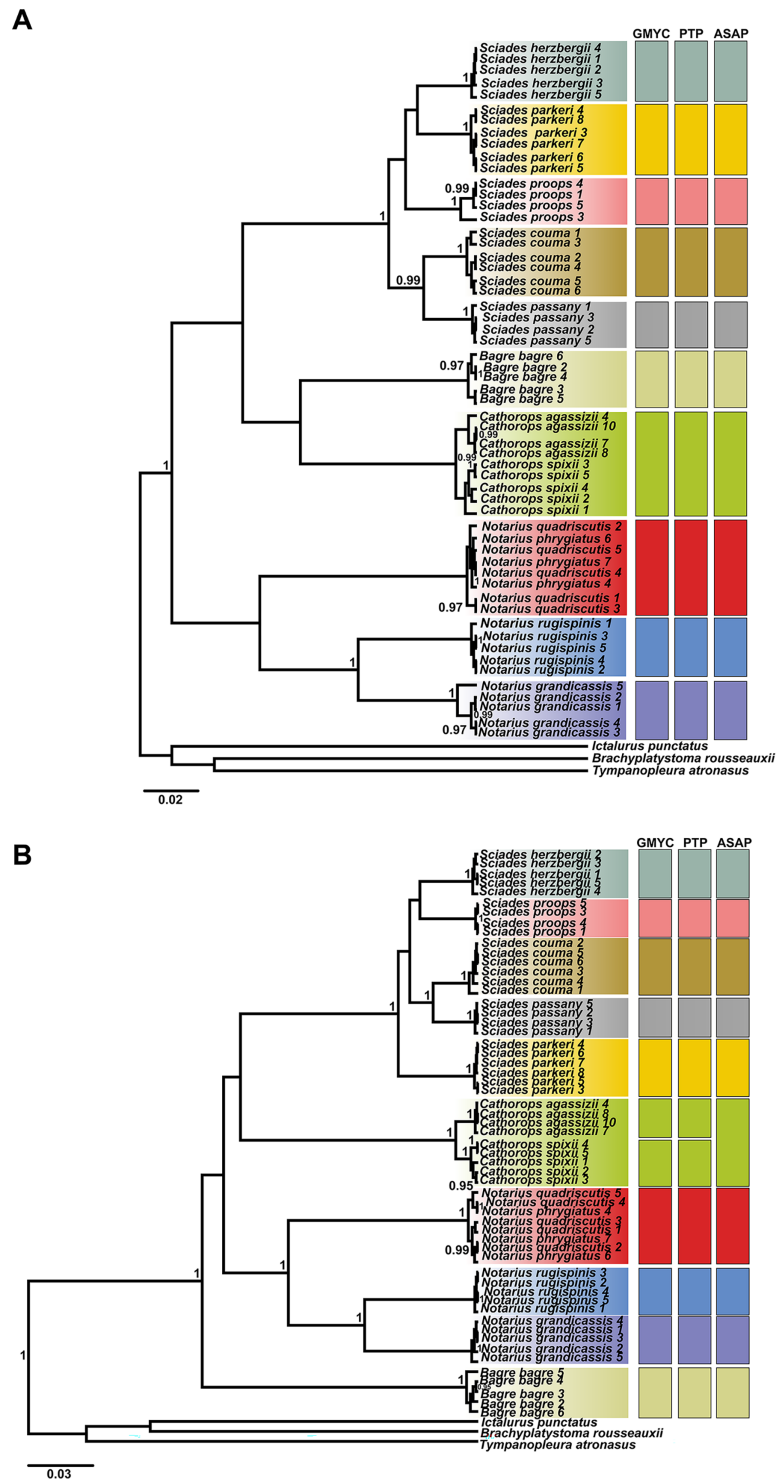 A
GMYC PTP ASAP
Sciades herzbergii 4
Sciades herzbergii 1
Sciades herzbergii 2
1
Sciades herzbergii 3
Sciades herzbergii 5
Sciades parkeri 4
1
Sciades parkeri 8
Sciades parkeri 3
Sciades parkeri 7
Sciades parkeri 6
Sciades parkeri 5
0.99
Sciades proops 4
Sciades proops 1
1
Sciades proops 5
1
Sciades proops 3
Sciades couma 1
1
Sciades couma 3
Sciades couma 2
Sciades couma 4
0.99
Sciades couma 5
Sciades couma 6
Sciades passany 1
1
Sciades passany 3
Sciades passany 2
Sciades passany 5
Bagre bagre 6
0.97
Bagre bagre 2
1
Bagre bagre 4
Bagre bagre 3
Bagre bagre 5
Cathorops agassizii 4
Cathorops agassizii 10
0.99
Cathorops agassizii 7
0.99
Cathorops agassizii 8
1
Cathorops spixii 3
1
Cathorops spixii 5
Cathorops spixii 4
Cathorops spixii 2
Cathorops spixii 1
Notarius quadriscutis 2
Notarius phrygiatus 6
Notarius quadriscutis 5
Notarius phrygiatus 7
Notarius quadriscutis 4
1
Notarius phrygiatus 4
Notarius quadriscutis 1
0.97
Notarius quadriscutis 3
Notarius rugispinis 1
1
Notarius rugispinis 3
Notarius rugispinis 5
1
Notarius rugispinis 4
Notarius rugispinis 2
Notarius grandicassis 5
1
Notarius grandicassis 2
Notarius grandicassis 1
0.99
Notarius grandicassis 4
0.97
Notarius grandicassis 3
Ictalurus punctatus
Brachyplatystoma rousseauxii
Tympanopleura atronasus
0.02
B
GMYC PTP ASAP
Sciades herzbergii 2
Sciades herzbergii 3
1
Sciades herzbergii 1
Sciades herzbergii 5
Sciades herzbergii 4
Sciades proops 5
Sciades proops 3
1
Sciades proops 4
Sciades proops 1
Sciades couma 2
Sciades couma 5
Sciades couma 6
1
Sciades couma 3
Sciades couma 4
Sciades couma 1
1
1
Sciades passany 5
1
Sciades passany 2
Sciades passany 3
Sciades passany 1
Sciades parkeri 4
Sciades parkeri 6
Sciades parkeri 7
Sciades parkeri 8
Sciades parkeri 5
Sciades parkeri 3
Cathorops agassizii 4
Cathorops agassizii 8
Cathorops agassizii 10
Cathorops agassizii 7
1
1
Cathorops spixii 4
1
Cathorops spixii 5
Cathorops spixii 1
Cathorops spixii 2
Cathorops spixii 3
0.95
Notarius quadriscutis 5
Notarius quadriscutis 4
1
1
Notarius phrygiatus 4
Notarius quadriscutis 3
Notarius quadriscutis 1
Notarius phrygiatus 7
0.99
Notarius quadriscutis 2
Notarius phrygiatus 6
1
Notarius rugispinis 3
Notarius rugispinis 2
Notarius rugispinis 4
1
Notarius rugispinis 5
Notarius rugispinis 1
Notarius grandicassis 4
Notarius grandicassis 1
Notarius grandicassis 3
1
Notarius grandicassis 2
Notarius grandicassis 5
1
Bagre bagre 5
1
Bagre bagre 4
Bagre bagre 3
Bagre bagre 2
Bagre bagre 6
Ictalurus punctatus
Brachyplatystoma rousseauxii
Tympanopleura atronasus
0.03